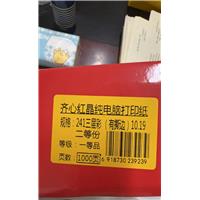 齐心红晶纯电脑打印纸
规格：241三层彩（有撕边）10.19
二等份
等级：一等品
页数：1000页
6 918730 239239